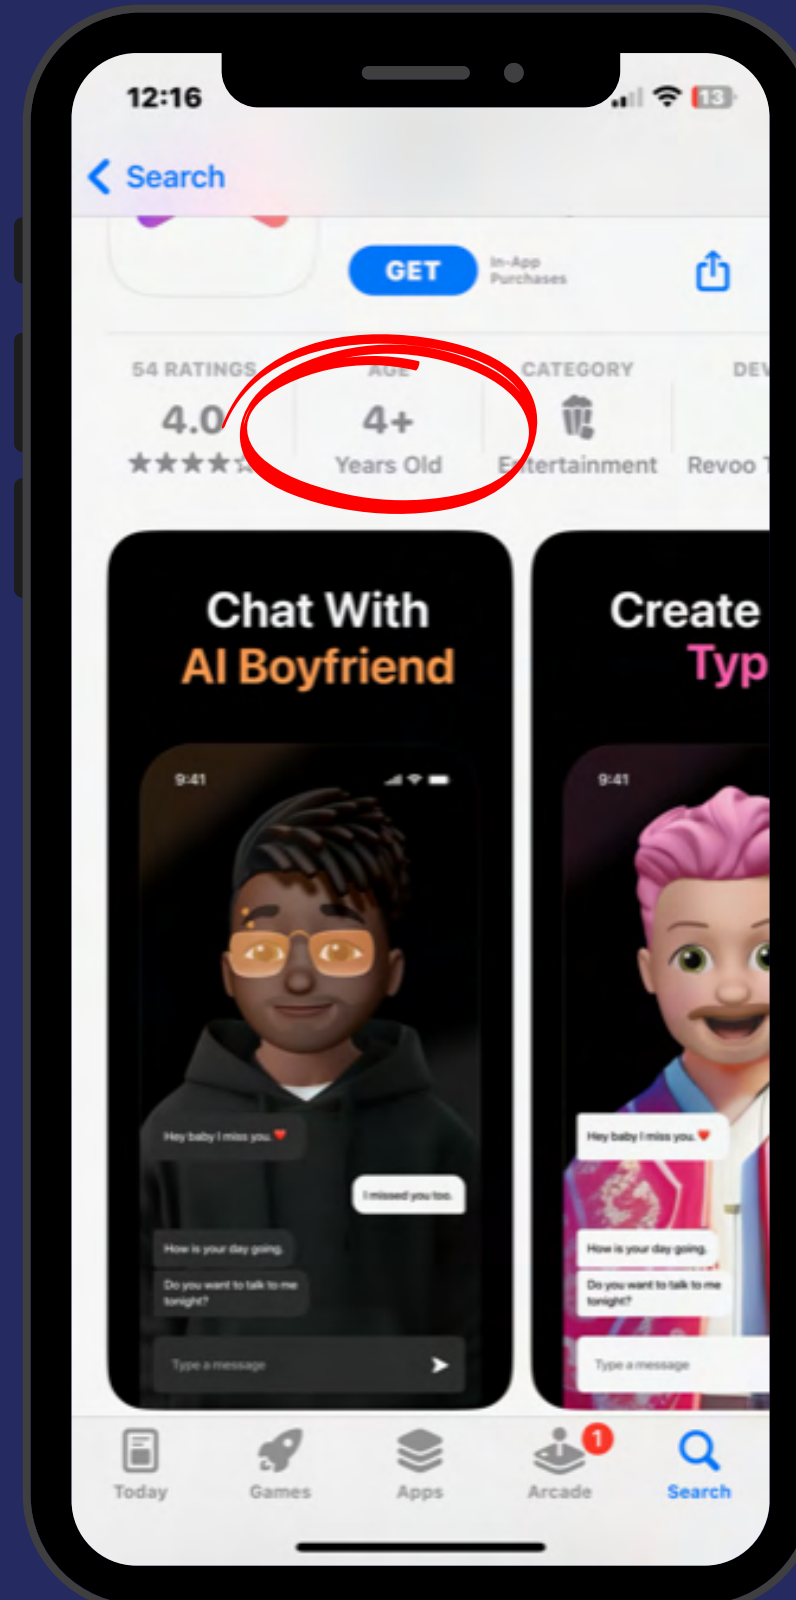 12:16
13
Search
GET
In-App
Purchases
54 RATINGS
AGE
CATEGORY
4.0
4+
Years Old
Entertainment
Revoo
Chat With
AI Boyfriend
Create
9:41
9:41
Hey baby I miss you.❤️
I missed you too.
How is your day going.
Do you want to talk to me
tonight?
Type a message
Hey baby I miss you.❤️
How is your day going.
Do you want to talk to me
tonight?
Type a message
Today
Games
Apps
Arcade
1
Search